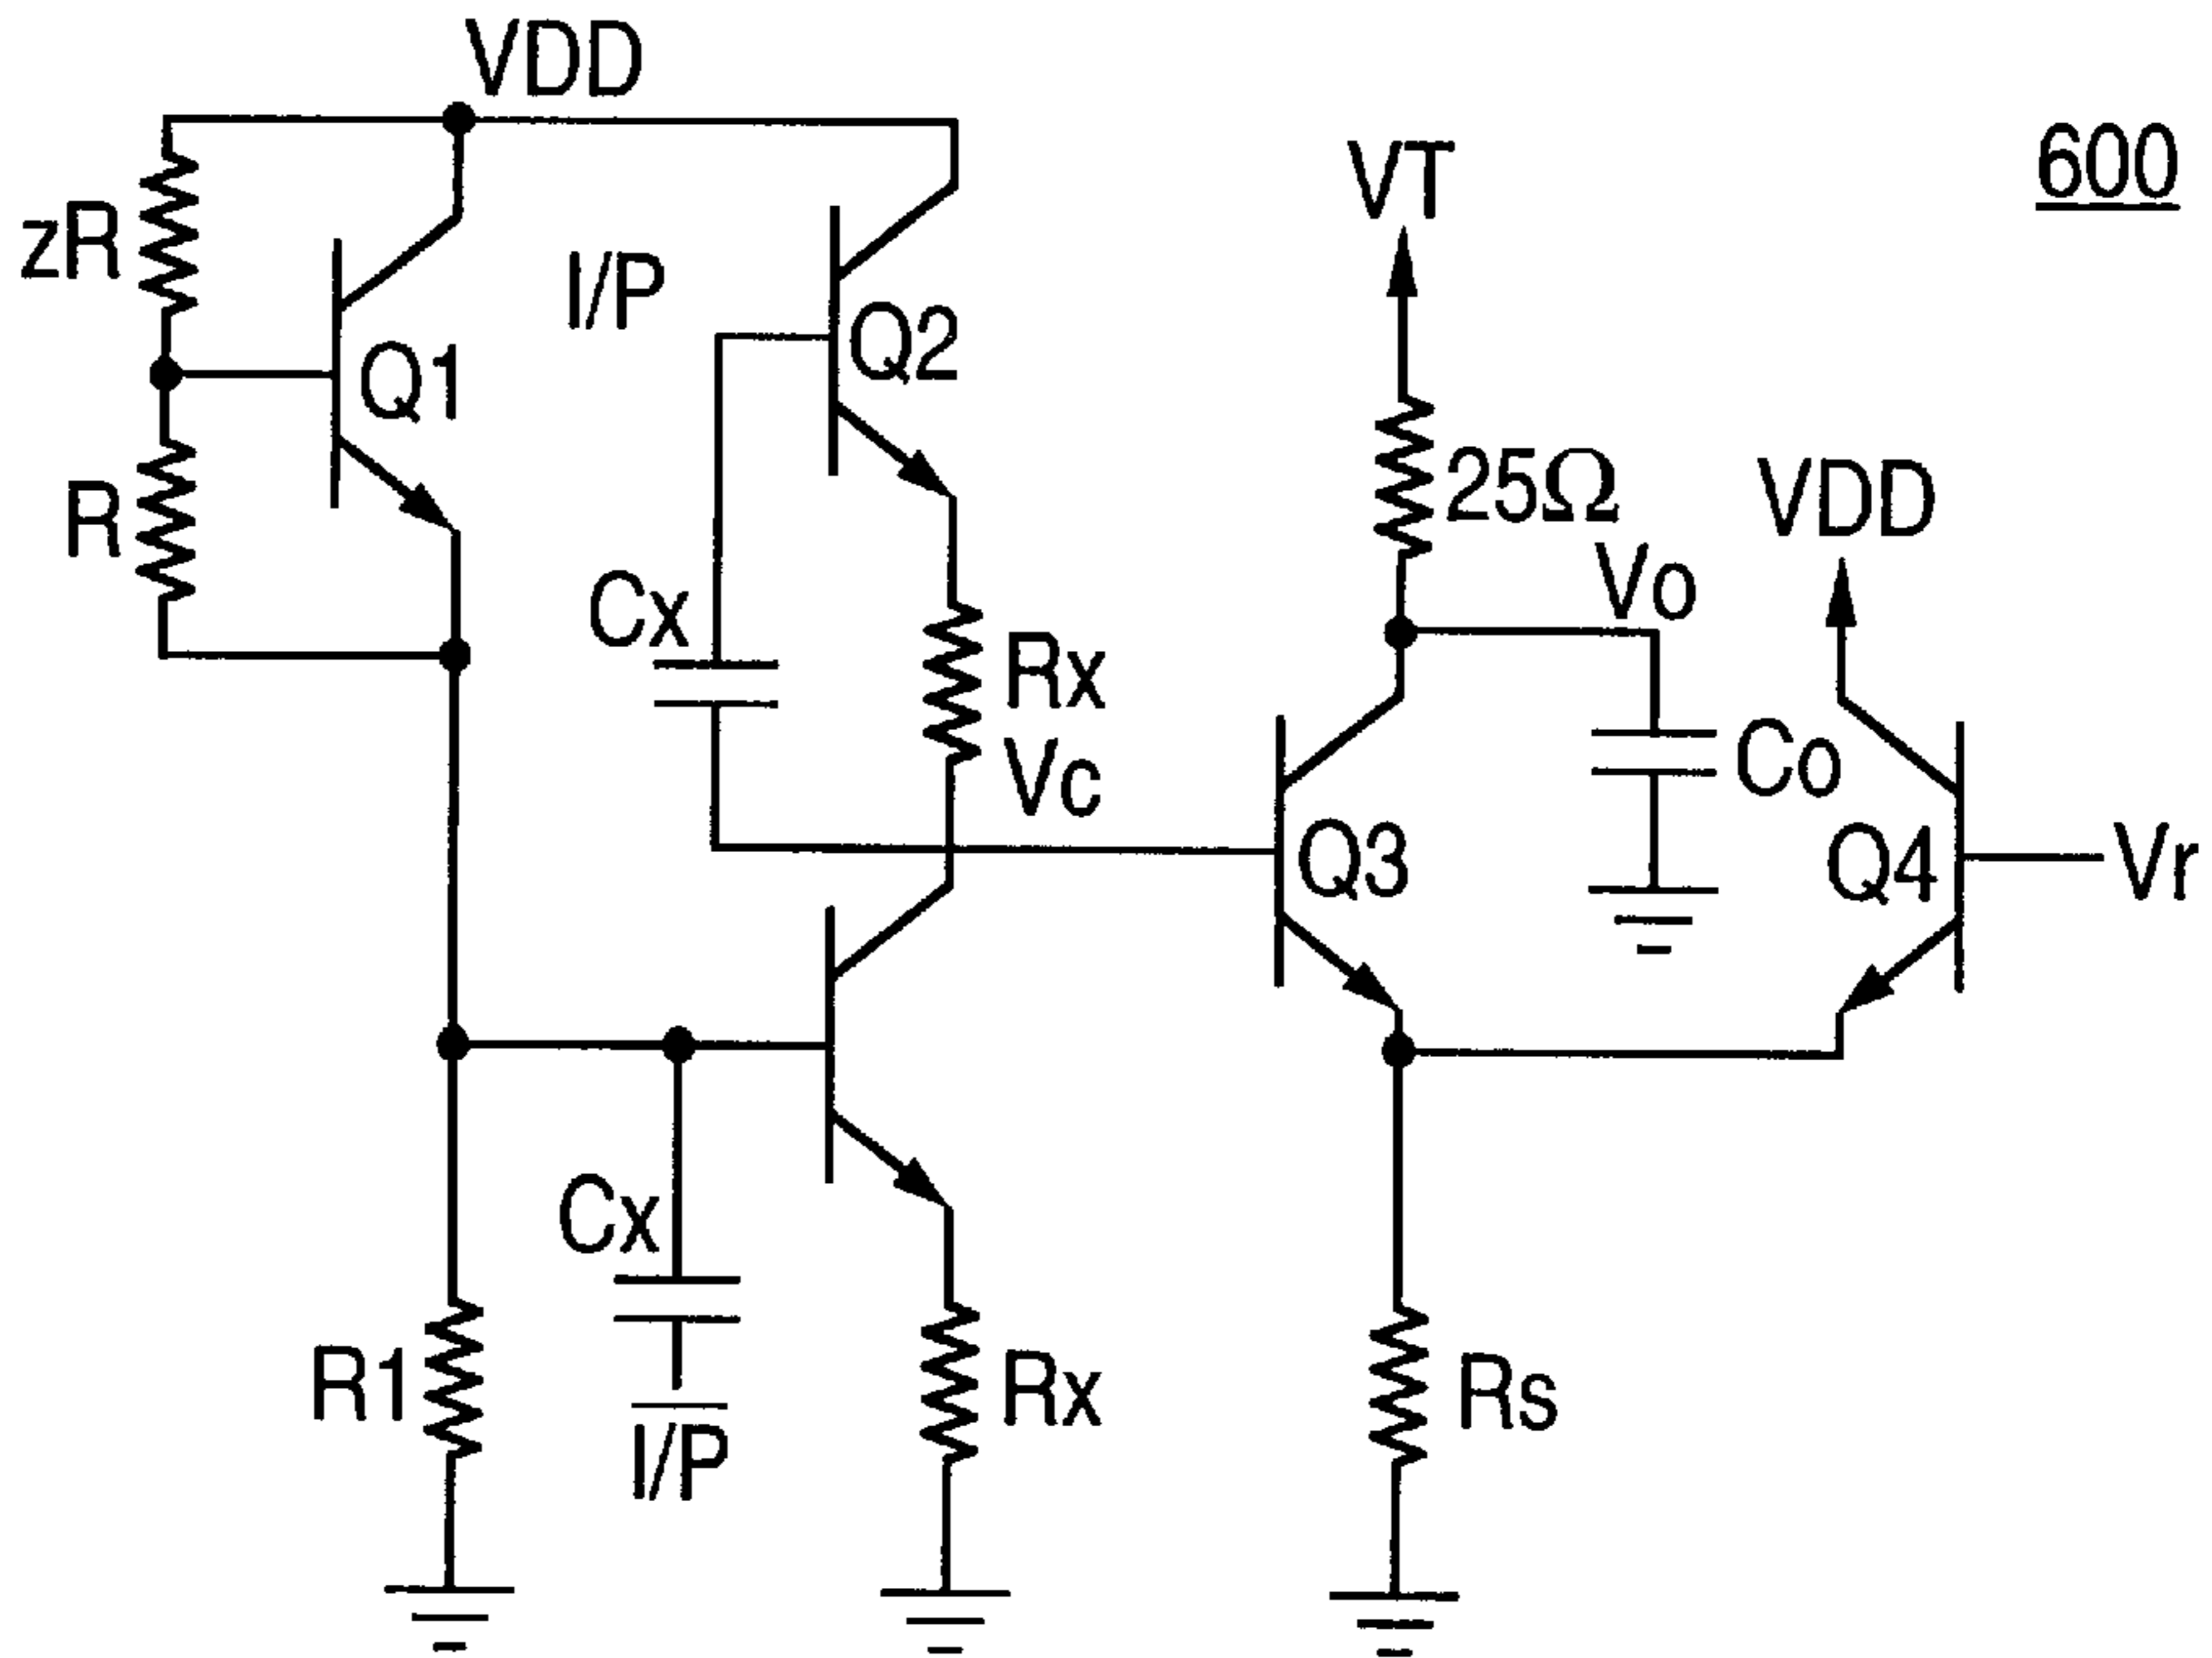 VDD
600
VT
zR
I/P
Q2
Q1
25Ω
VDD
R
Vo
Cx
Rx
Vc
Co
Q3
Q4
Vr
Cx
R1
Rx
Rs
I/P